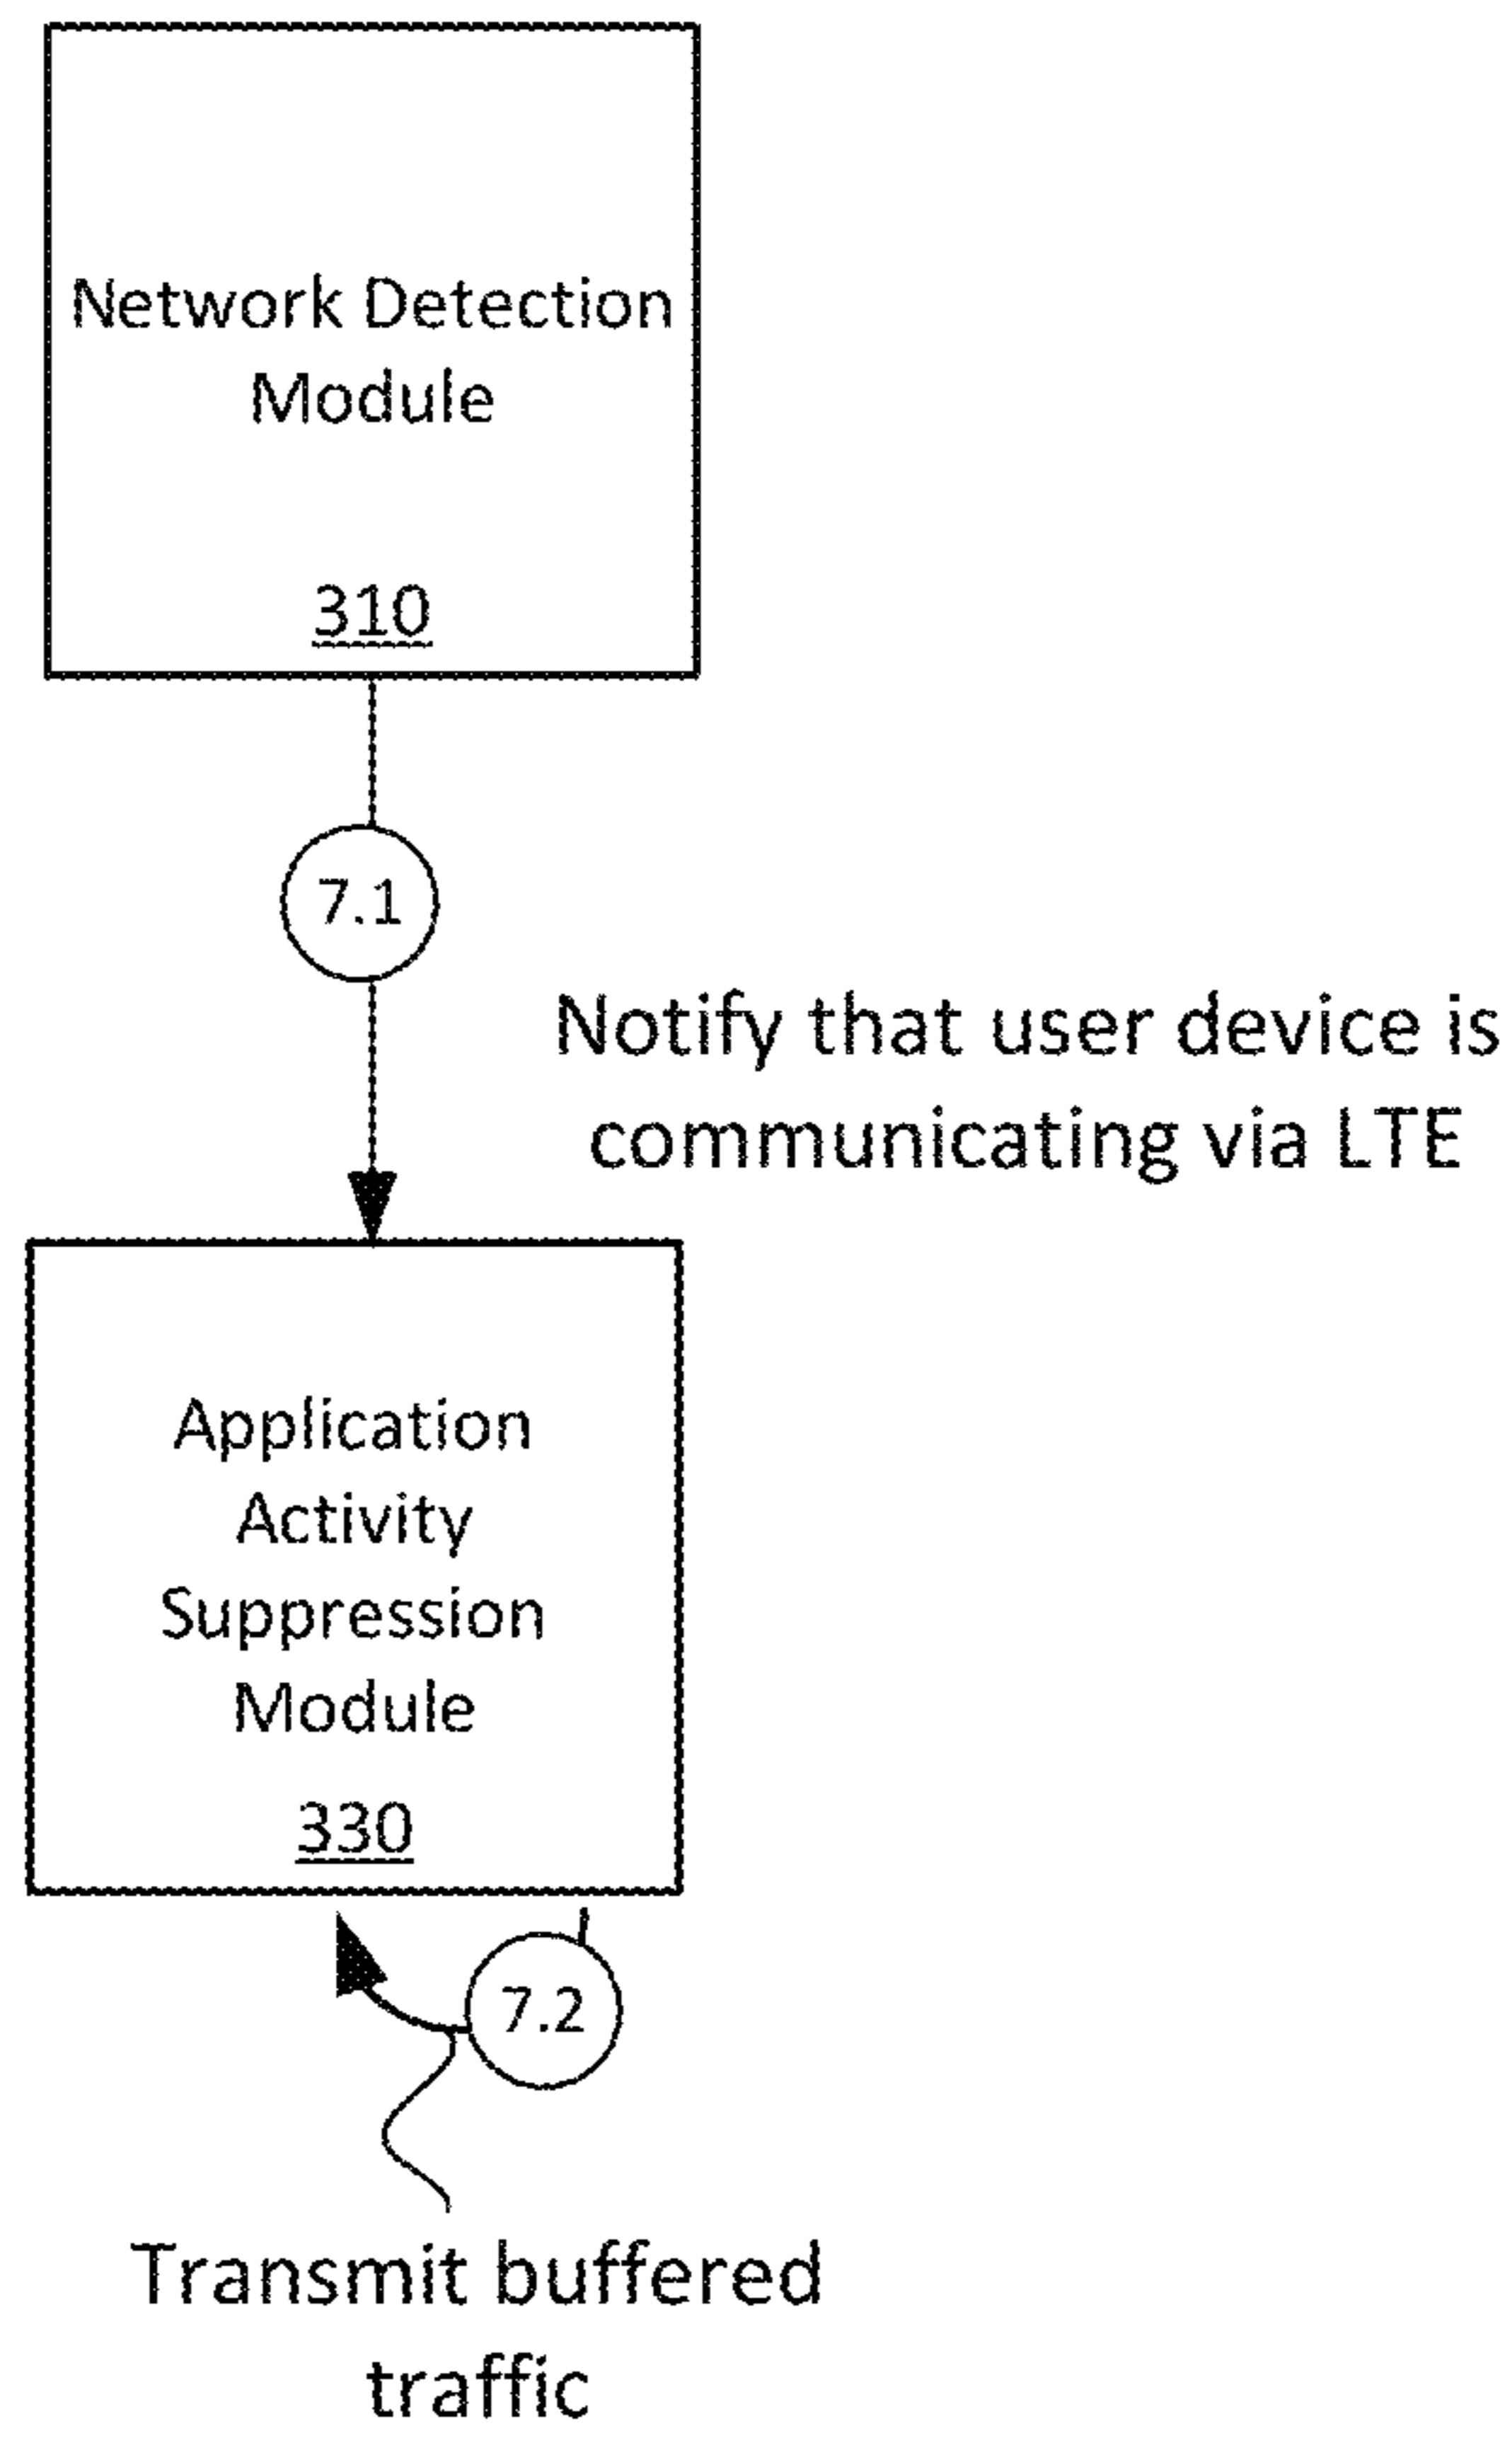 Network Detection
Module
310
7.1
Notify that user device is
communicating via LTE
Application
Activity
Suppression
Module
330
7.2
Transmit buffered
traffic